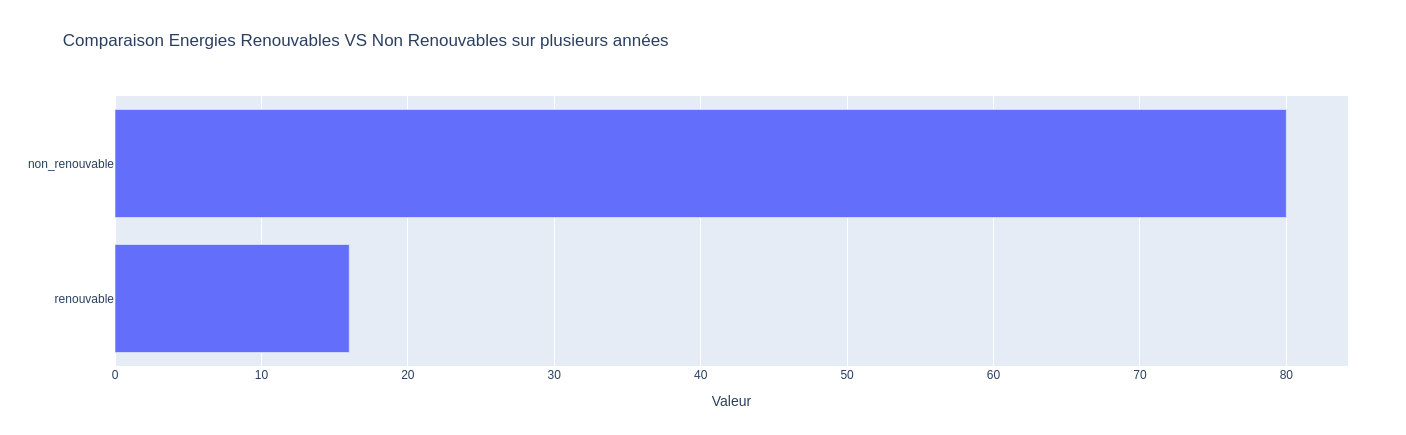 Comparaison Energies Renouvables VS Non Renouvables sur plusieurs années
non_renouvable
renouvable
0 10 20 30 40 50 60 70 80
Valeur